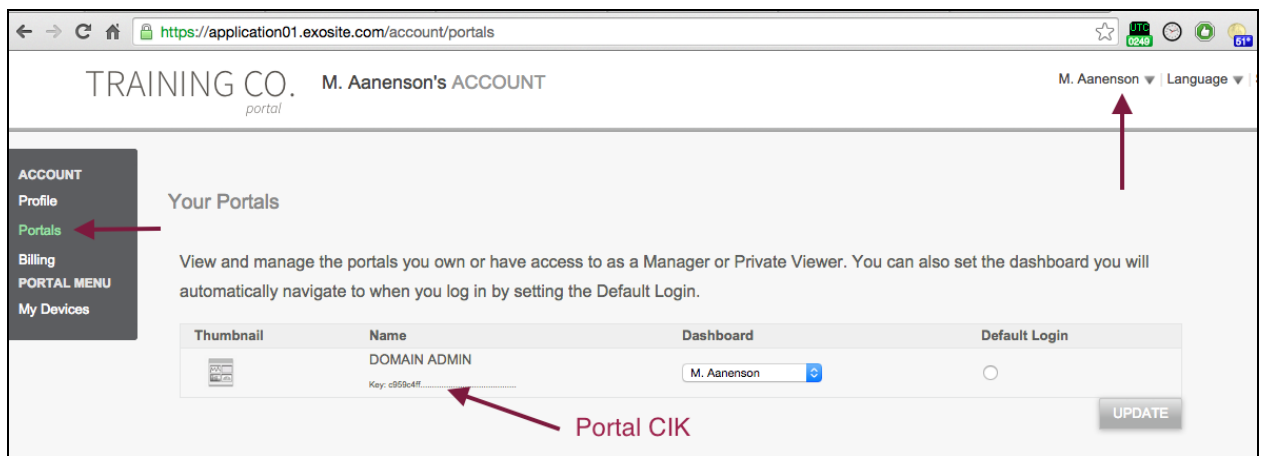 https://application01.exosite.com/account/portals
UTC
0249
51°
TRAINING CO.
portal
M. Aanenson's ACCOUNT
M. Aanenson
Language
ACCOUNT
Profile
Portals
Billing
PORTAL MENU
My Devices
Your Portals
View and manage the portals you own or have access to as a Manager or Private Viewer. You can also set the dashboard you will
automatically navigate to when you log in by setting the Default Login.
Thumbnail Name Dashboard Default Login
DOMAIN ADMIN
Key: c959c4ff................................................
M. Aanenson
UPDATE
Portal CIK